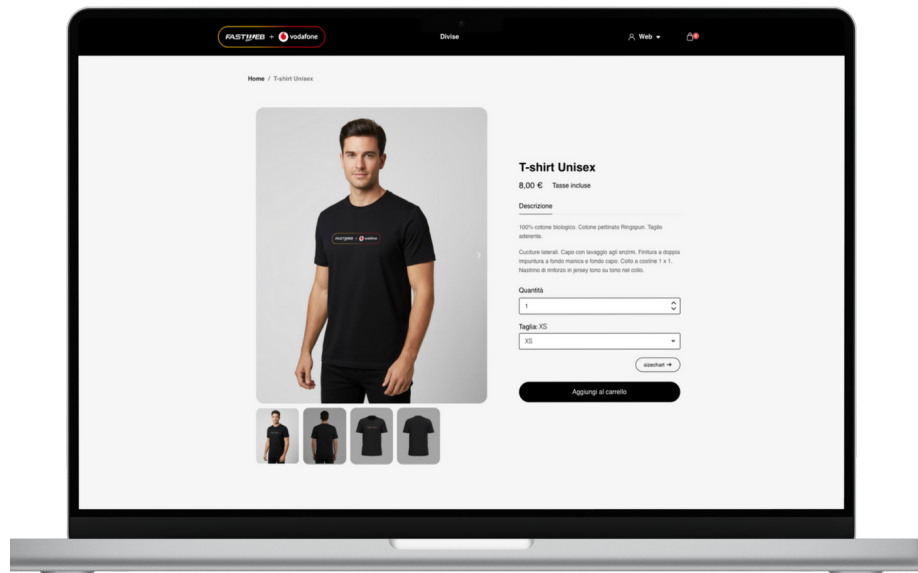 FASTWEB + vodafone
Divise
Web
0
Home / T-shirt Unisex
FASTWEB + vodafone
T-shirt Unisex
8,00 € Tasse incluse
Descrizione
100% cotone biologico. Cotone pettinato Ringspun. Taglio
aderente.
Cuciture laterali. Capo con lavaggio agli enzimi. Finitura a doppia
impuntura a fondo manica e fondo capo. Collo a costine 1 x 1.
Nastrino di rinforzo in jersey tono su tono nel collo.
Quantità
1
Taglia: XS
XS
sizechart →
Aggiungi al carrello